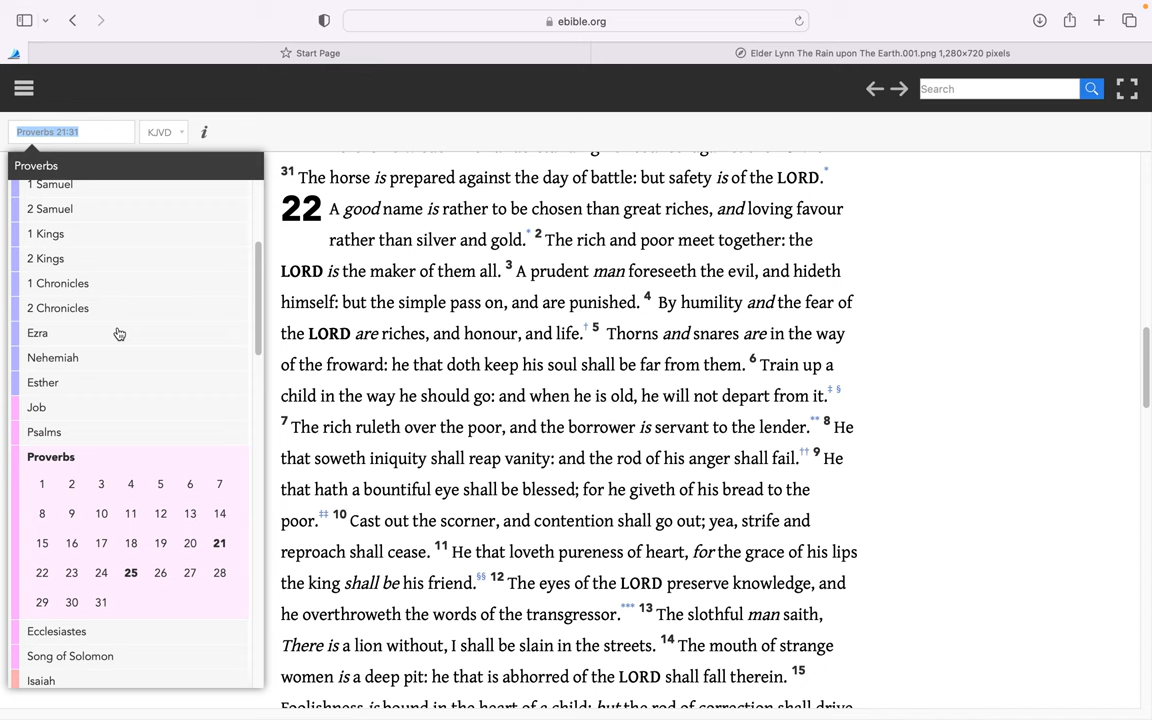 ebible.org
Start Page
Elder Lynn The Rain upon The Earth.001.png 1,280×720 pixels
Search
Proverbs 21:31
KJVD
i
Proverbs
1 Samuel
2 Samuel
1 Kings
2 Kings
1 Chronicles
2 Chronicles
Ezra
Nehemiah
Esther
Job
Psalms
Proverbs
1 2 3 4 5 6 7
8 9 10 11 12 13 14
15 16 17 18 19 20 21
22 23 24 25 26 27 28
29 30 31
Ecclesiastes
Song of Solomon
Isaiah
31 The horse is prepared against the day of battle: but safety is of the LORD.*
22 A good name is rather to be chosen than great riches, and loving favour
rather than silver and gold.* 2 The rich and poor meet together: the
LORD is the maker of them all. 3 A prudent man foreseeth the evil, and hideth
himself: but the simple pass on, and are punished. 4 By humility and the fear of
the LORD are riches, and honour, and life.† 5 Thorns and snares are in the way
of the froward: he that doth keep his soul shall be far from them. 6 Train up a
child in the way he should go: and when he is old, he will not depart from it.‡ §
7 The rich ruleth over the poor, and the borrower is servant to the lender.** 8 He
that soweth iniquity shall reap vanity: and the rod of his anger shall fail.†† 9 He
that hath a bountiful eye shall be blessed; for he giveth of his bread to the
poor.‡‡ 10 Cast out the scorner, and contention shall go out; yea, strife and
reproach shall cease. 11 He that loveth pureness of heart, for the grace of his lips
the king shall be his friend.§§ 12 The eyes of the LORD preserve knowledge, and
he overthroweth the words of the transgressor.*** 13 The slothful man saith,
There is a lion without, I shall be slain in the streets. 14 The mouth of strange
women is a deep pit: he that is abhorred of the LORD shall fall therein. 15
Foolishness is bound in the heart of a child; but the rod of correction shall drive